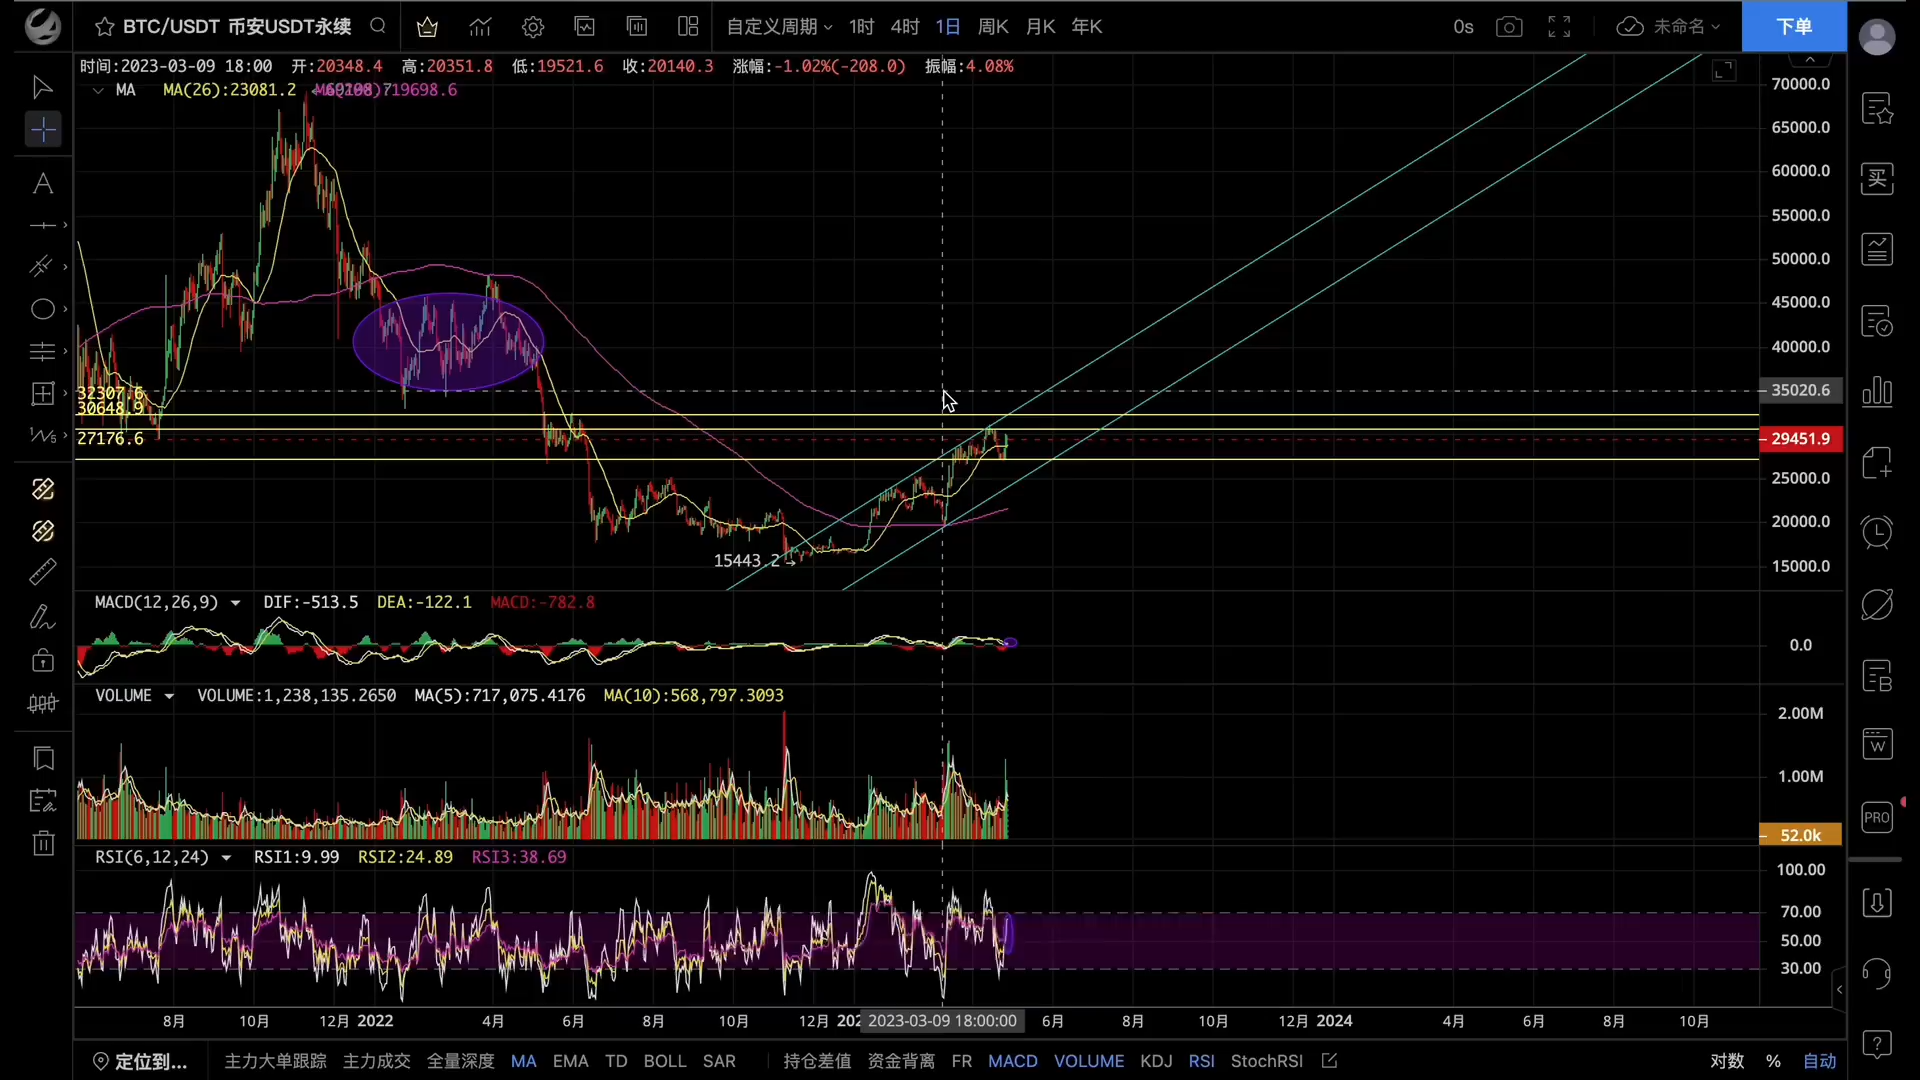 BTC/USDT 币安USDT永续
自定义周期 1时 4时 1日 周K 月K 年K
0s 未命名 下单
时间:2023-03-09 18:00 开:20348.4 高:20351.8 低:19521.6 收:20140.3 涨幅:-1.02%(-208.0) 振幅:4.08%
MA MA(26):23081.2
70000.0
65000.0
60000.0
55000.0
50000.0
45000.0
40000.0
35020.6
29451.9
25000.0
20000.0
15000.0
32307.6
30648.9
27176.6
15443.2
MACD(12,26,9) DIF:-513.5 DEA:-122.1 MACD:-782.8
0.0
VOLUME VOLUME:1,238,135.2650 MA(5):717,075.4176 MA(10):568,797.3093
2.00M
1.00M
52.0k
RSI(6,12,24) RSI1:9.99 RSI2:24.89 RSI3:38.69
100.00
70.00
50.00
30.00
8月 10月 12月 2022 4月 6月 8月 10月 12月 202 2023-03-09 18:00:00 6月 8月 10月 12月 2024 4月 6月 8月 10月
定位到... 主力大单跟踪 主力成交 全量深度 MA EMA TD BOLL SAR 持仓差值 资金背离 FR MACD VOLUME KDJ RSI StochRSI 对数 % 自动
买
B
W
PRO